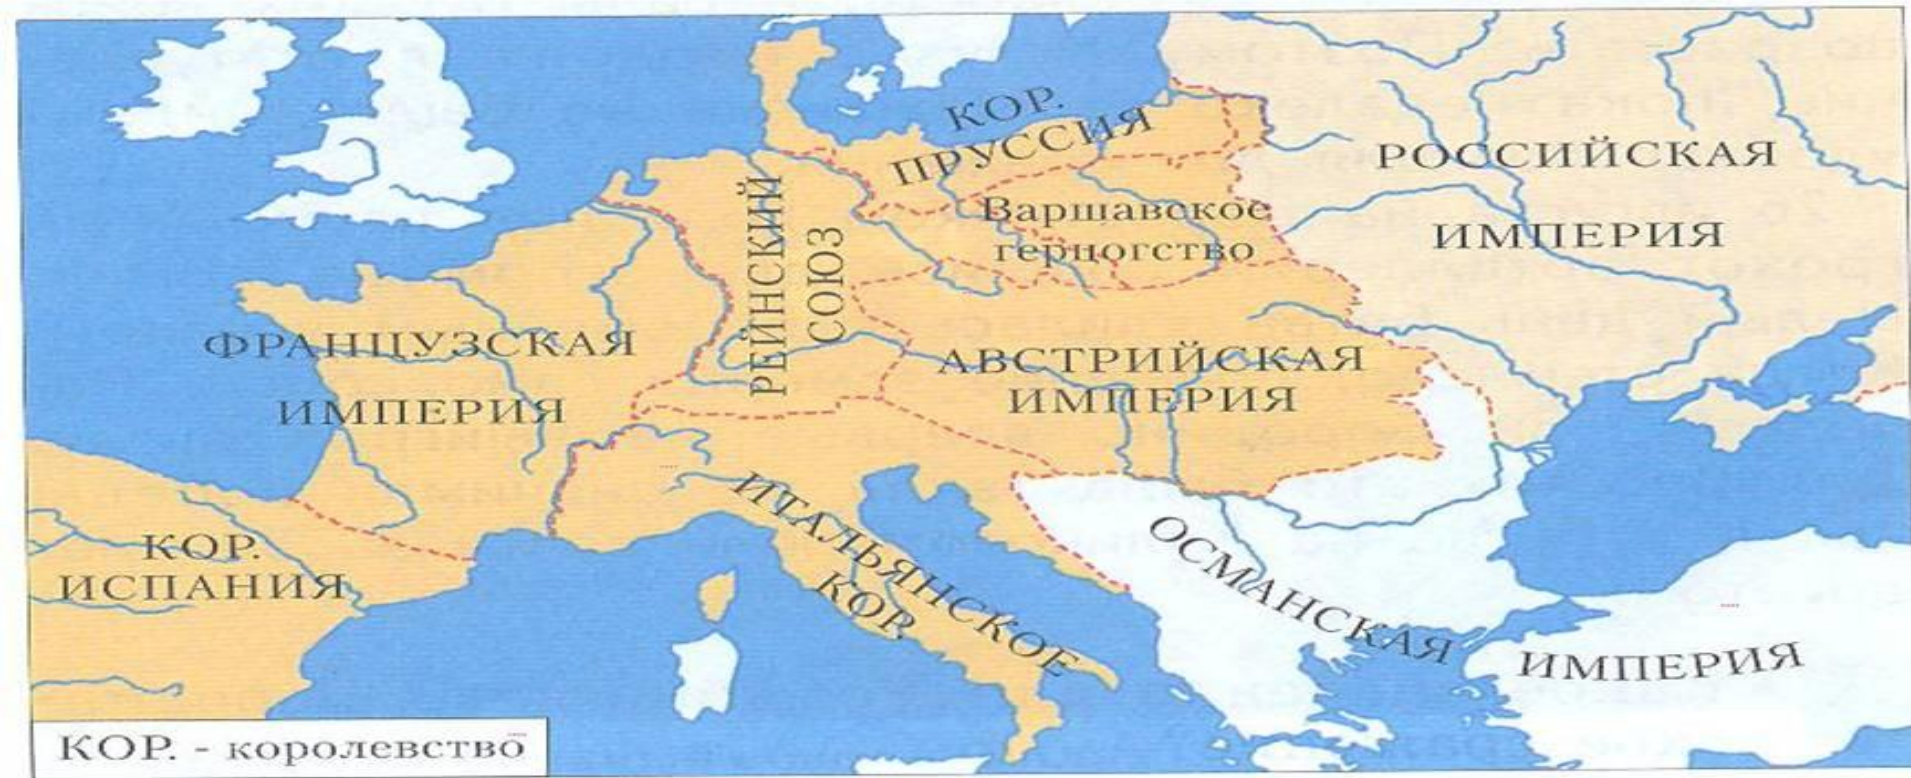 КОР.
ПРУССИЯ
РОССИЙСКАЯ
ИМПЕРИЯ
Варшавское
герцогство
РЕЙНСКИЙ
СОЮЗ
ФРАНЦУЗСКАЯ
ИМПЕРИЯ
АВСТРИЙСКАЯ
ИМПЕРИЯ
КОР.
ИСПАНИЯ
ИТАЛЬЯНСКОЕ
КОР.
ОСМАНСКАЯ
ИМПЕРИЯ
КОР. - королевство